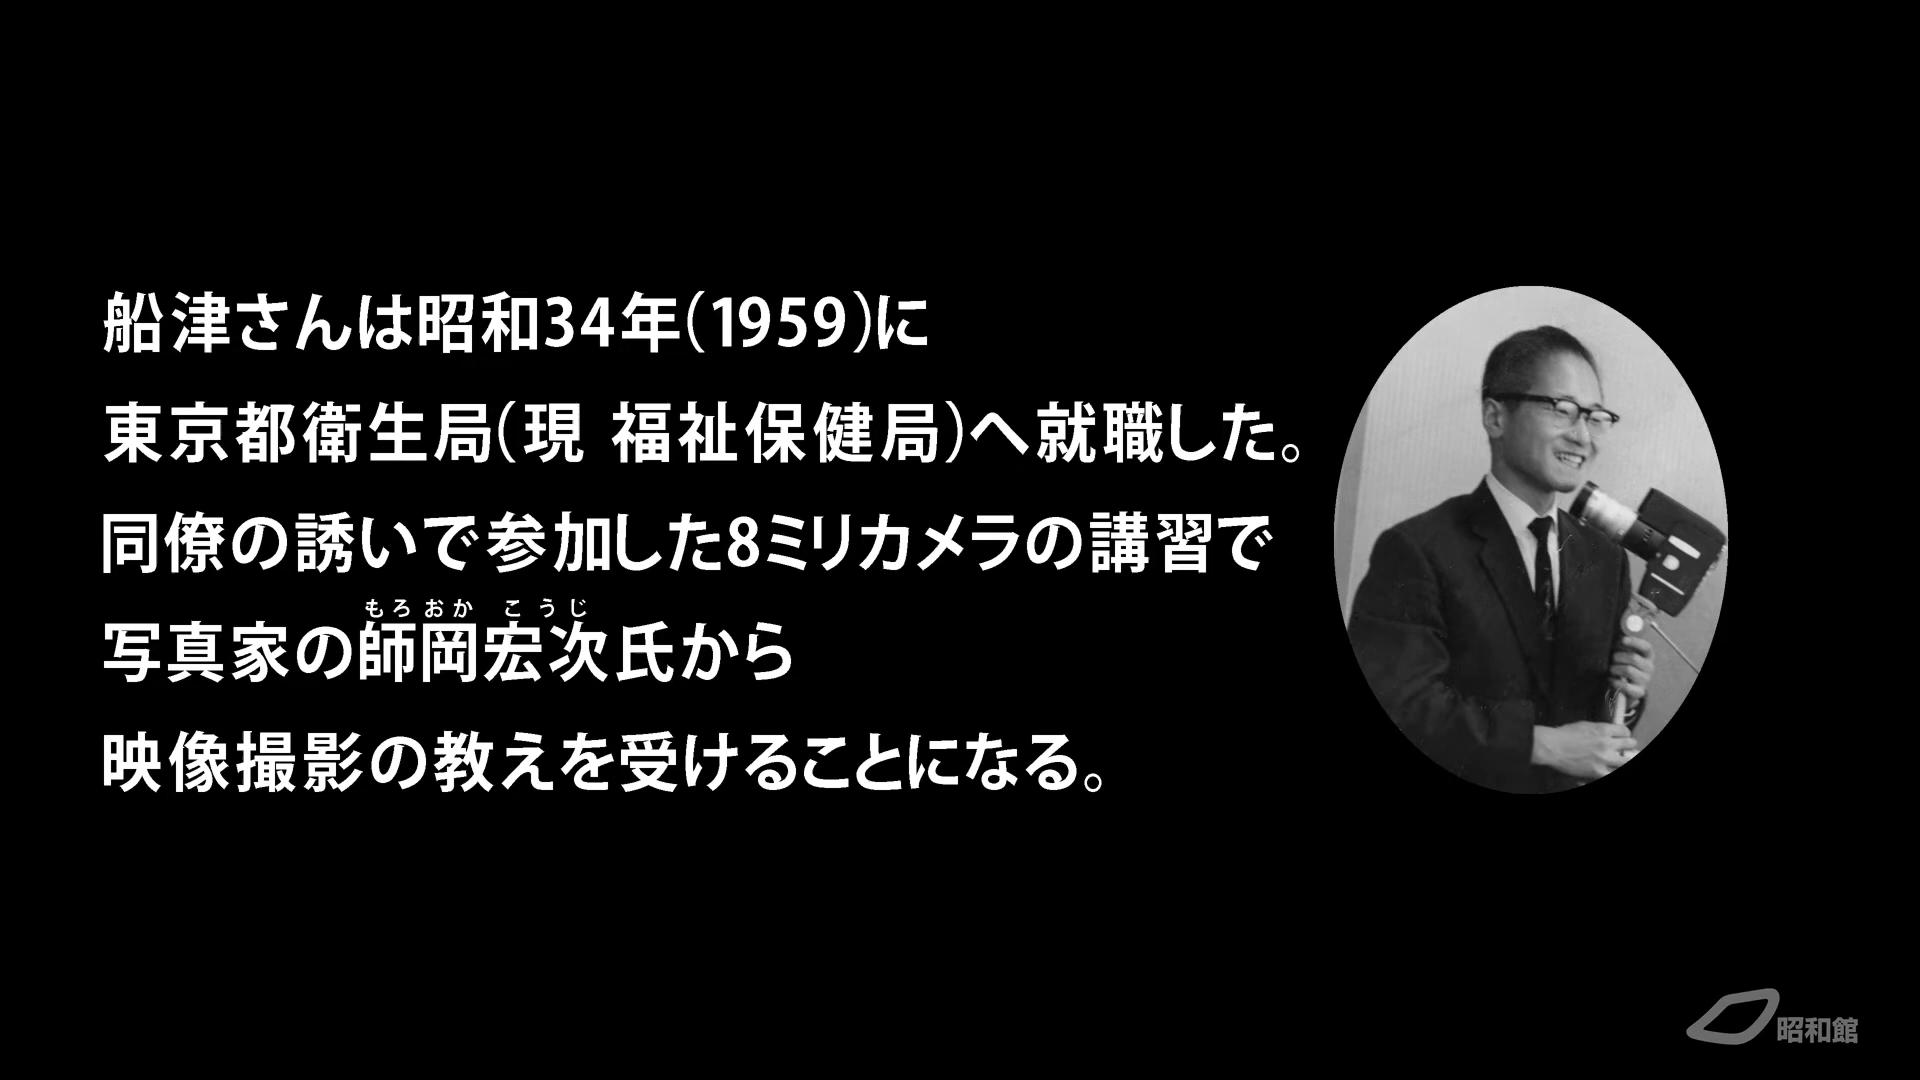 船津さんは昭和34年(1959)に
東京都衛生局(現 福祉保健局)へ就職した。
同僚の誘いで参加した8ミリカメラの講習で
もろおか こうじ
写真家の師岡宏次氏から
映像撮影の教えを受けることになる。
昭和館